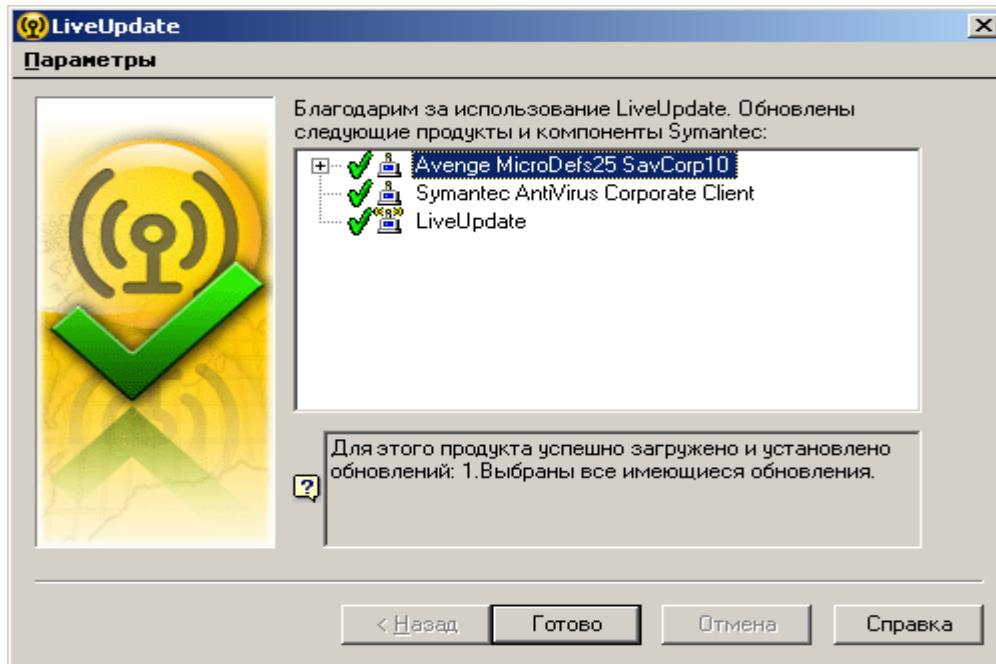 LiveUpdate
Параметры
Благодарим за использование LiveUpdate. Обновлены
следующие продукты и компоненты Symantec:
Avenge MicroDefs25 SavCorp10
Symantec AntiVirus Corporate Client
LiveUpdate
Для этого продукта успешно загружено и установлено
обновлений: 1.Выбраны все имеющиеся обновления.
< Назад
Готово
Отмена
Справка